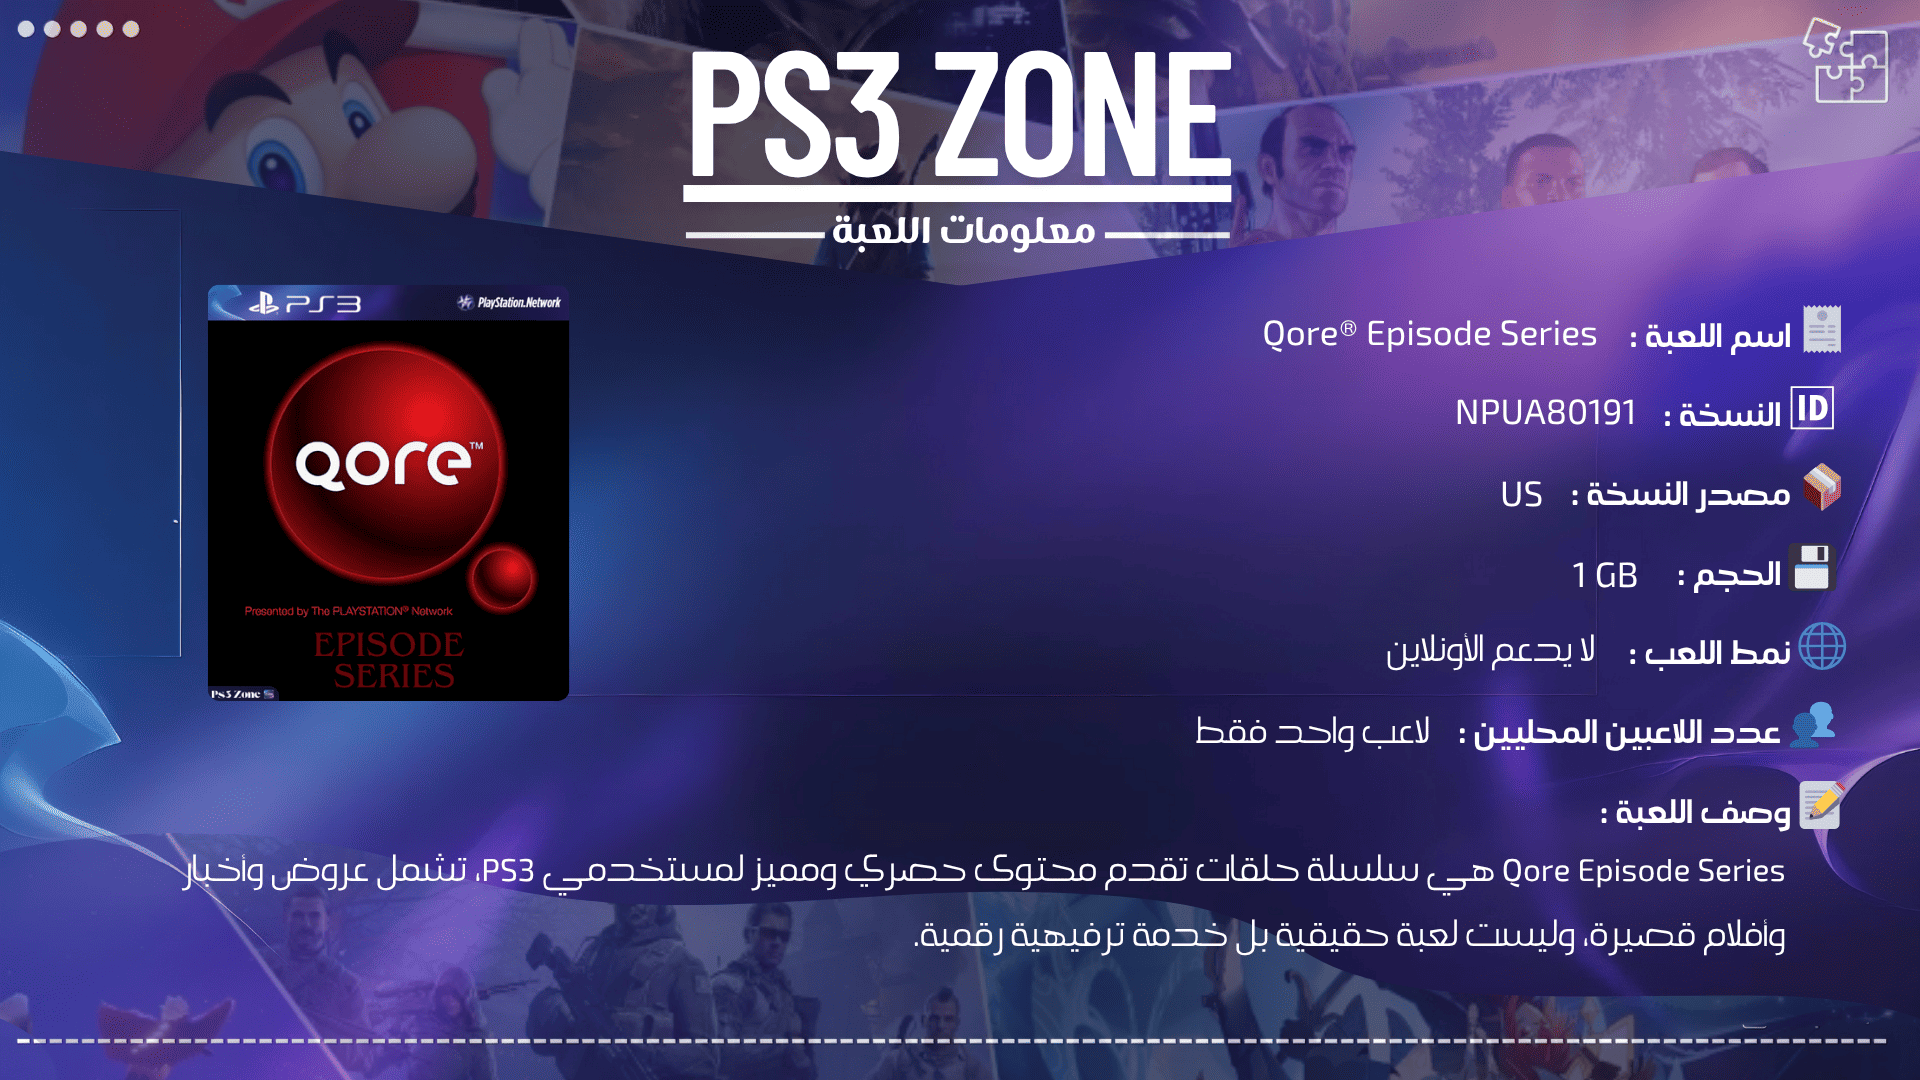 PS3 ZONE
معلومات اللعبة
PS3 PlayStation.Network
qore™
Presented by The PLAYSTATION® Network
EPISODE
SERIES
Ps3 Zone
اسم اللعبة : Qore® Episode Series
ID النسخة : NPUA80191
مصدر النسخة : US
الحجم : 1 GB
نمط اللعب : لا يدعم الأونلاين
عدد اللاعبين المحليين : لاعب واحد فقط
وصف اللعبة :
Qore Episode Series هي سلسلة حلقات تقدم محتوى حصري ومميز لمستخدمي PS3، تشمل عروض وأخبار
وأفلام قصيرة، وليست لعبة حقيقية بل خدمة ترفيهية رقمية.